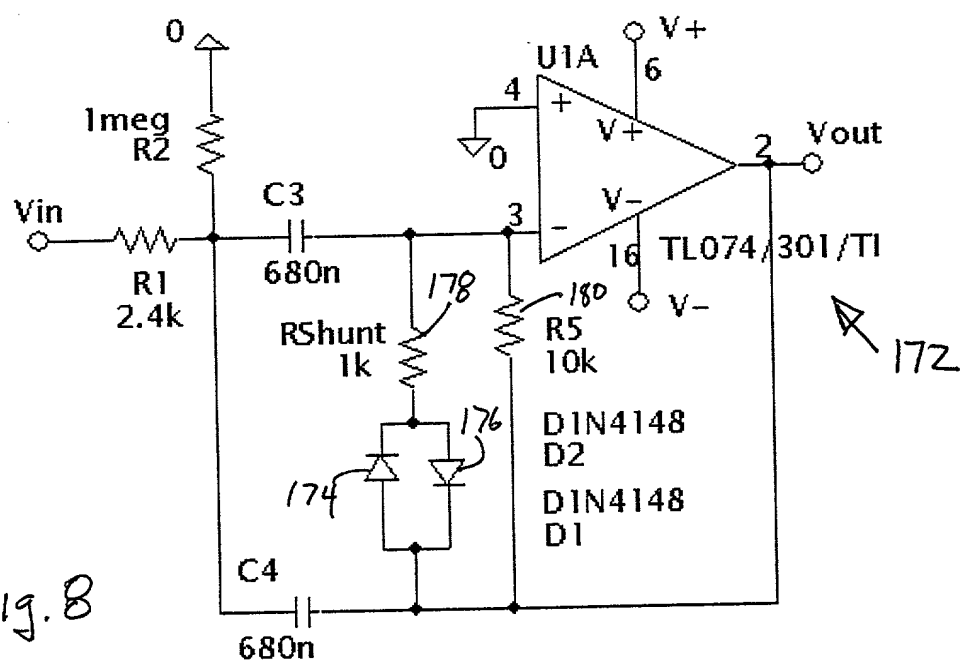 0
V+
U1A
6
4
+
1meg
R2
V+
0
2
Vout
C3
V-
Vin
3
-
680n
16
TL074/301/TI
R1
2.4k
178
180
V-
RShunt
1k
R5
10k
172
176
D1N4148
D2
174
D1N4148
D1
C4
ig. 8
680n